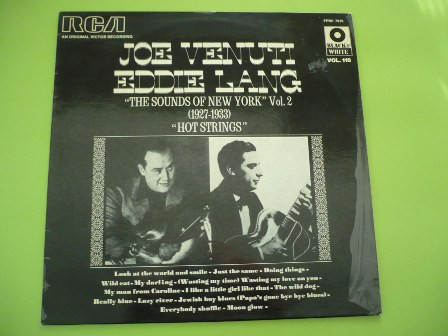 RCA
AN ORIGINAL VICTOR RECORDING
JOE VENUTI
EDDIE LANG
"THE SOUNDS OF NEW YORK" Vol. 2
(1927-1933)
"HOT STRINGS"
BLACK &
WHITE
VOL. 118
Look at the world and smile - Just the same - Doing things -
Wild cat - My darling - (Wasting my time) Wasting my love on you -
My man from Caroline - I like a little girl like that - The wild dog -
Really blue - Lazy river - Jewish boy blues (Papo's gone bye bye blues) -
Everybody shuffle - Moon glow -